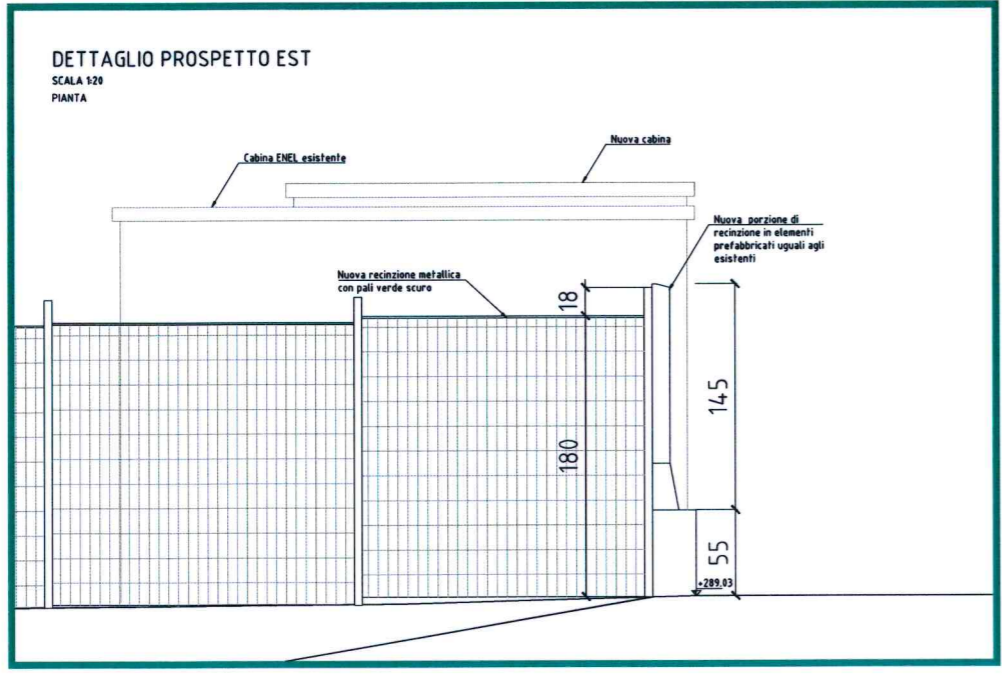 DETTAGLIO PROSPETTO EST
SCALA 1:20
PIANTA
Nuova cabina
Cabina ENEL esistente
Nuova porzione di
recinzione in elementi
prefabbricati uguali agli
esistenti
Nuova recinzione metallica
con pali verde scuro
18
145
180
55
+289.03